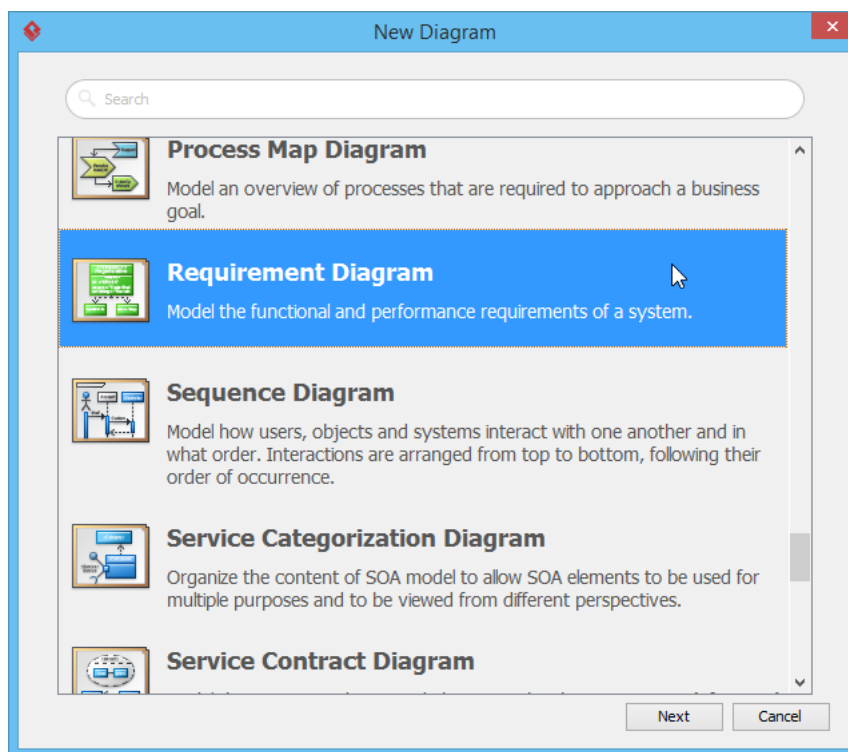 New Diagram
Search
Process Map Diagram
Model an overview of processes that are required to approach a business
goal.
Requirement Diagram
Model the functional and performance requirements of a system.
Sequence Diagram
Model how users, objects and systems interact with one another and in
what order. Interactions are arranged from top to bottom, following their
order of occurrence.
Service Categorization Diagram
Organize the content of SOA model to allow SOA elements to be used for
multiple purposes and to be viewed from different perspectives.
Service Contract Diagram
Next
Cancel